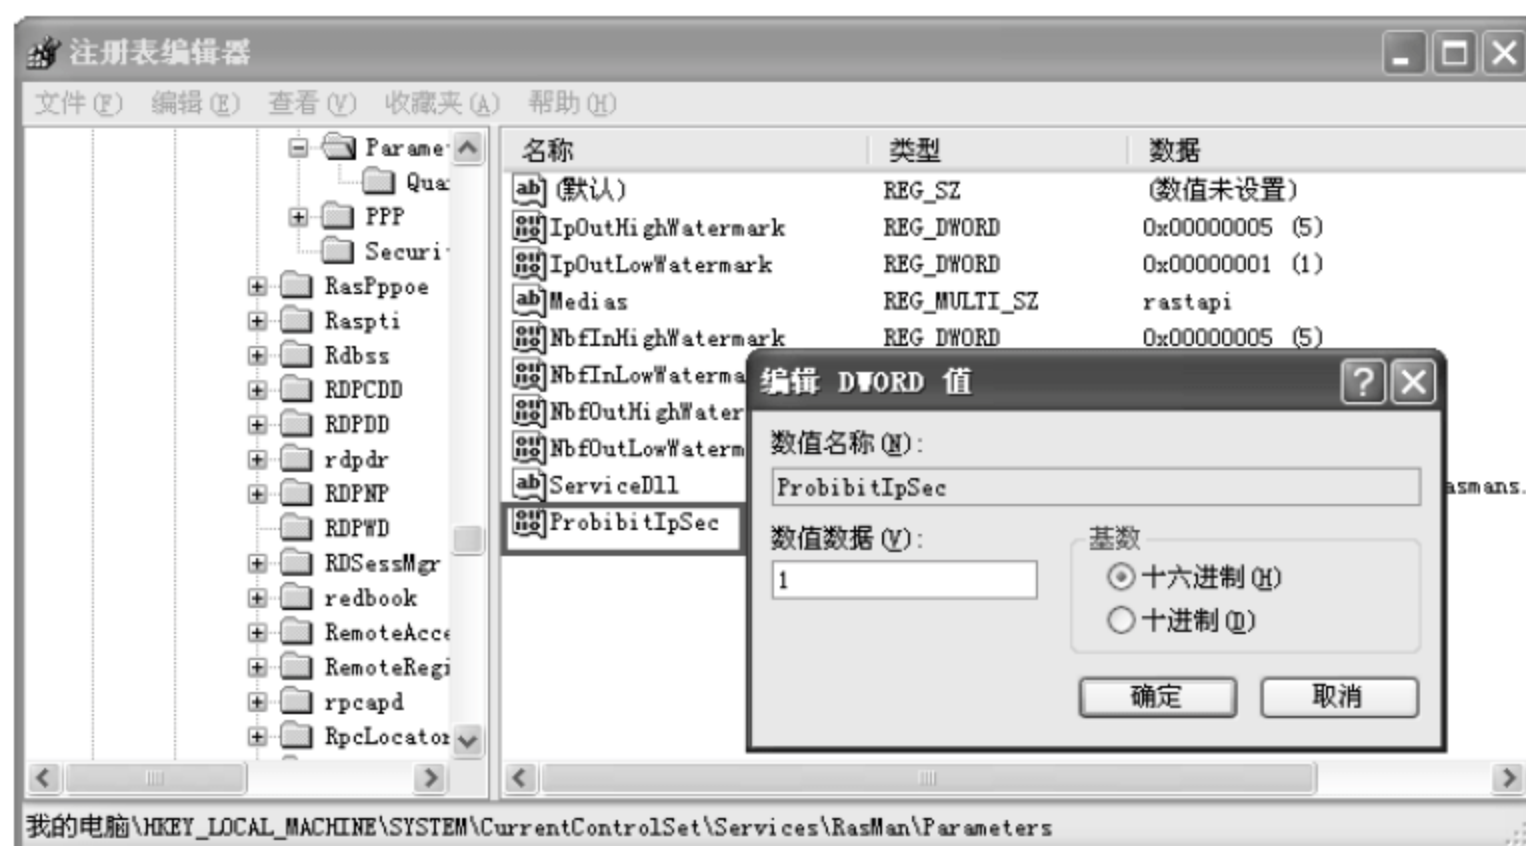 注册表编辑器
文件(F) 编辑(E) 查看(V) 收藏夹(A) 帮助(H)
Parame
Qua
PPP
Securi
RasPppoe
Raspti
Rdbss
RDPCDD
RDPDD
rdpdr
RDPNP
RDPWD
RDSessMgr
redbook
RemoteAcce
RemoteRegi
rpcapd
RpcLocator
名称 类型 数据
(默认) REG_SZ (数值未设置)
IpOutHighWatermark REG_DWORD 0x00000005 (5)
IpOutLowWatermark REG_DWORD 0x00000001 (1)
Medias REG_MULTI_SZ rastapi
NbfInHighWatermark REG_DWORD 0x00000005 (5)
NbfInLowWaterma
NbfOutHighWater
NbfOutLowWaterm
ServiceDll asmans.
ProbibitIpSec
编辑 DWORD 值
数值名称(N):
ProbibitIpSec
数值数据(V): 基数
1 十六进制(H)
十进制(D)
确定 取消
我的电脑\HKEY_LOCAL_MACHINE\SYSTEM\CurrentControlSet\Services\RasMan\Parameters